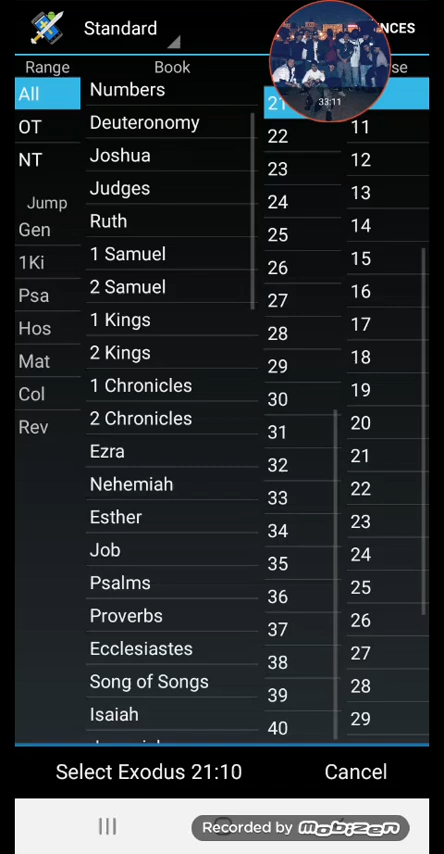 Standard
NCES
Range Book se
All
OT
NT
Jump
Gen
1Ki
Psa
Hos
Mat
Col
Rev
Numbers
Deuteronomy
Joshua
Judges
Ruth
1 Samuel
2 Samuel
1 Kings
2 Kings
1 Chronicles
2 Chronicles
Ezra
Nehemiah
Esther
Job
Psalms
Proverbs
Ecclesiastes
Song of Songs
Isaiah
21
22
23
24
25
26
27
28
29
30
31
32
33
34
35
36
37
38
39
40
11
12
13
14
15
16
17
18
19
20
21
22
23
24
25
26
27
28
29
33:11
Select Exodus 21:10 Cancel
Recorded by Mobizen